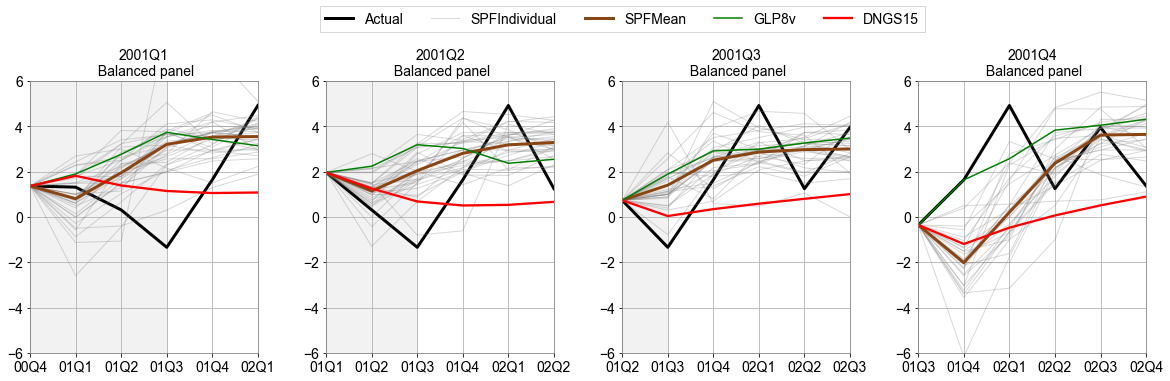 Actual SPFIndividual SPFMean GLP8v DNGS15
2001Q1
Balanced panel
6
4
2
0
−2
−4
−6
00Q4 01Q1 01Q2 01Q3 01Q4 02Q1
2001Q2
Balanced panel
6
4
2
0
−2
−4
−6
01Q1 01Q2 01Q3 01Q4 02Q1 02Q2
2001Q3
Balanced panel
6
4
2
0
−2
−4
−6
01Q2 01Q3 01Q4 02Q1 02Q2 02Q3
2001Q4
Balanced panel
6
4
2
0
−2
−4
−6
01Q3 01Q4 02Q1 02Q2 02Q3 02Q4